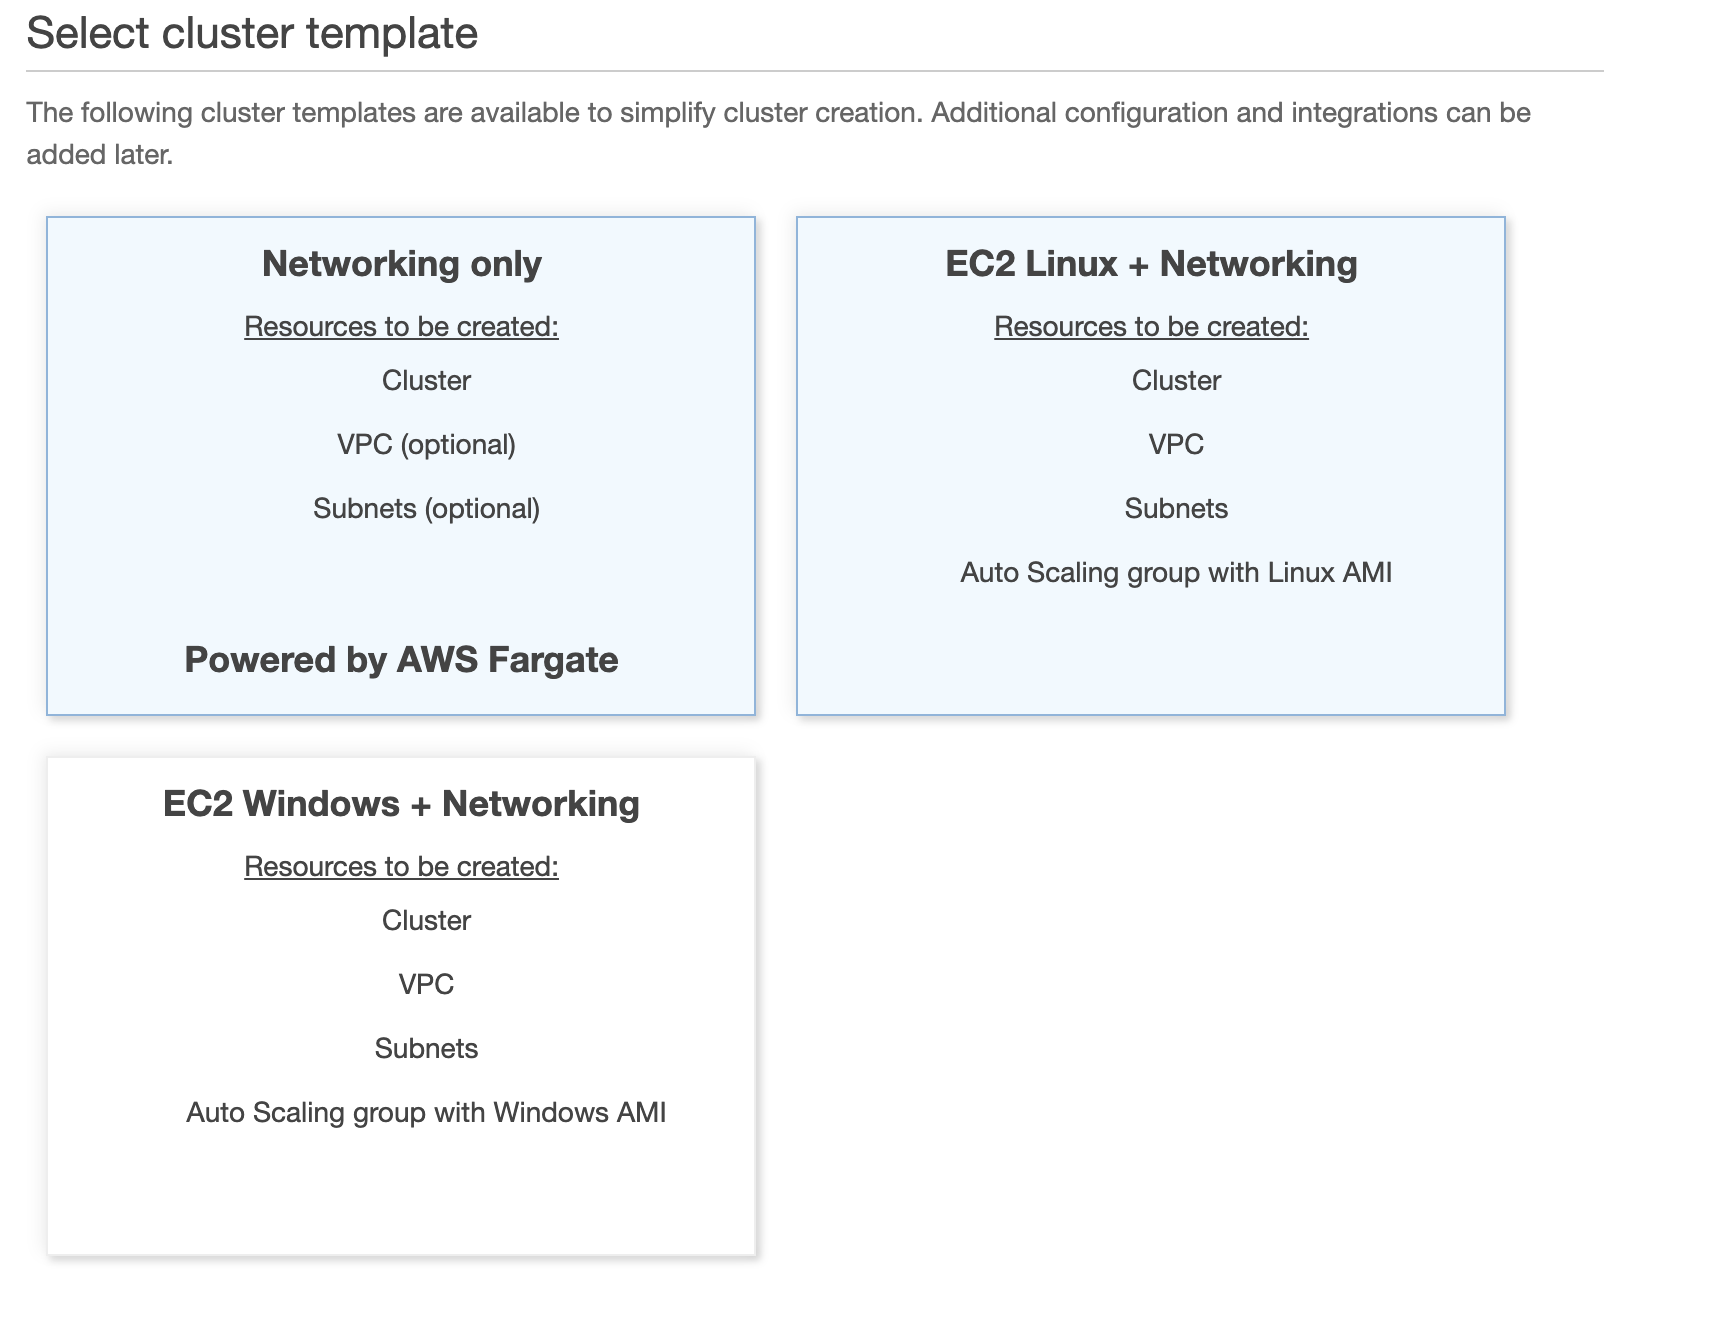 Select cluster template
The following cluster templates are available to simplify cluster creation. Additional configuration and integrations can be
added later.
Networking only
Resources to be created:
Cluster
VPC (optional)
Subnets (optional)
Powered by AWS Fargate
EC2 Linux + Networking
Resources to be created:
Cluster
VPC
Subnets
Auto Scaling group with Linux AMI
EC2 Windows + Networking
Resources to be created:
Cluster
VPC
Subnets
Auto Scaling group with Windows AMI